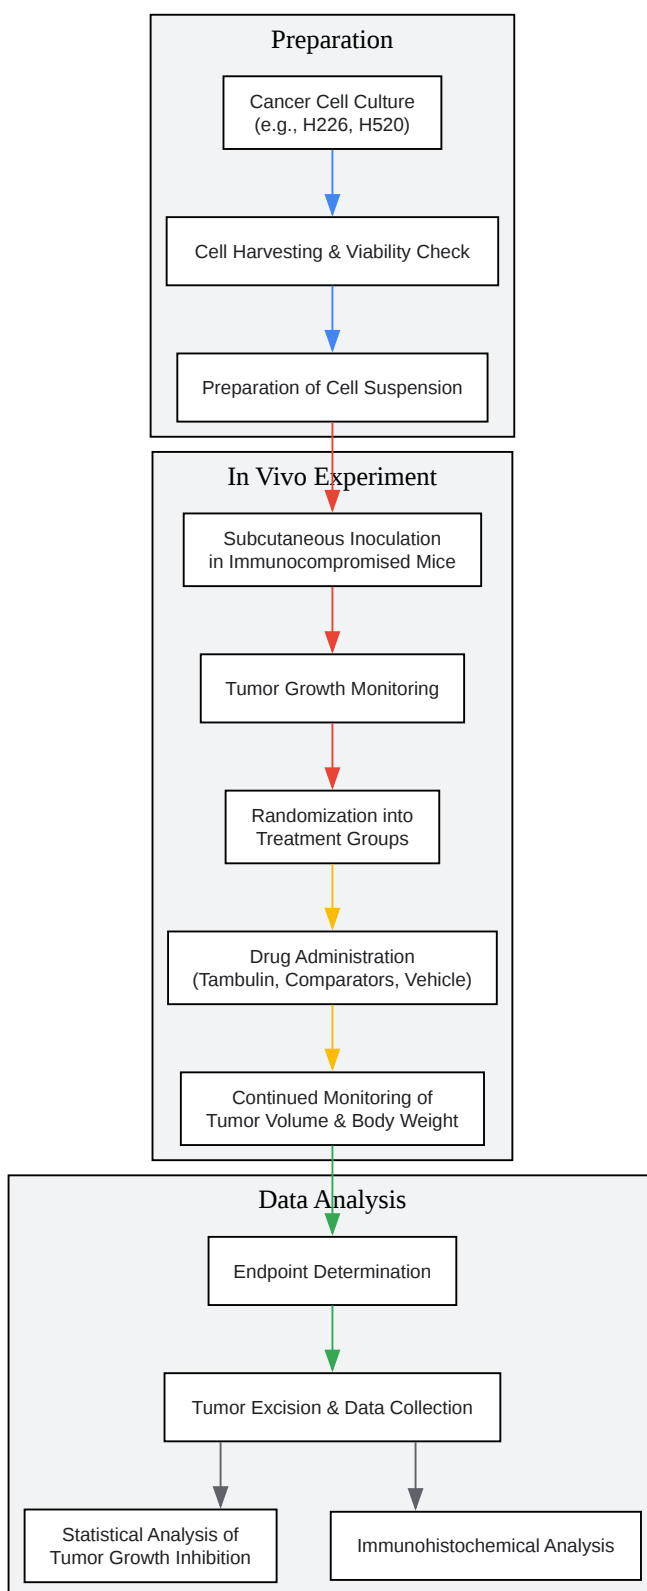 Preparation
Cancer Cell Culture
(e.g., H226, H520)
Cell Harvesting & Viability Check
Preparation of Cell Suspension
In Vivo Experiment
Subcutaneous Inoculation
in Immunocompromised Mice
Tumor Growth Monitoring
Randomization into
Treatment Groups
Drug Administration
(Tambulin, Comparators, Vehicle)
Continued Monitoring of
Tumor Volume & Body Weight
Data Analysis
Endpoint Determination
Tumor Excision & Data Collection
Statistical Analysis of
Tumor Growth Inhibition
Immunohistochemical Analysis